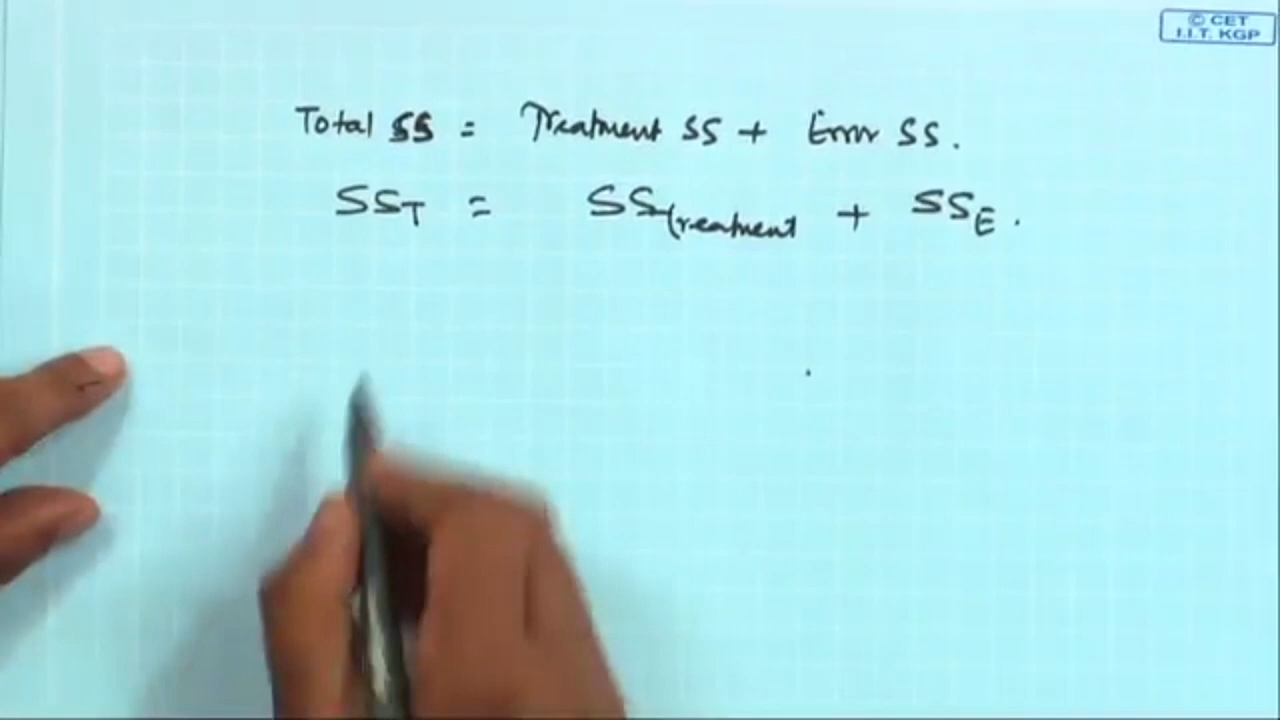 © CET
I.I.T. KGP
Total SS = Treatment SS + Error SS.
SST = SSTreatment + SSE.